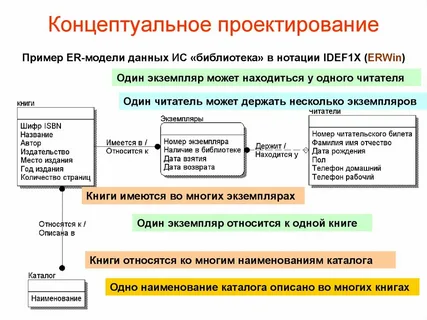 Концептуальное проектирование
Пример ER-модели данных ИС «библиотека» в нотации IDEF1X (ERWin)
Один экземпляр может находиться у одного читателя
Один читатель может держать несколько экземпляров
книги
Шифр ISBN
Название
Автор
Издательство
Место издания
Год издания
Количество страниц
Имеется в /
Относится к
Экземпляры
Номер экземпляра
Наличие в библиотеке
Дата взятия
Дата возврата
Держит /
Находится у
читатели
Номер читательского билета
Фамилия имя отчество
Дата рождения
Пол
Телефон домашний
Телефон рабочий
Книги имеются во многих экземплярах
Относятся к /
Описана в
Один экземпляр относится к одной книге
Книги относятся ко многим наименованиям каталога
Каталог
Наименование
Одно наименование каталога описано во многих книгах